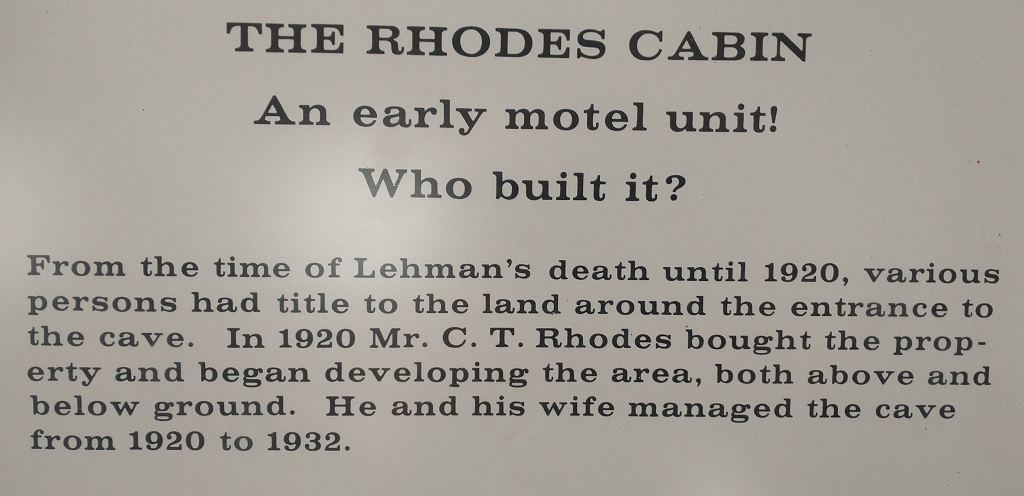 THE RHODES CABIN
An early motel unit!
Who built it?
From the time of Lehman's death until 1920, various
persons had title to the land around the entrance to
the cave. In 1920 Mr. C. T. Rhodes bought the prop-
erty and began developing the area, both above and
below ground. He and his wife managed the cave
from 1920 to 1932.